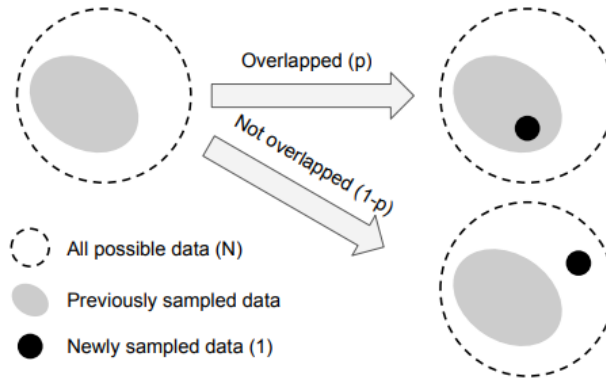 Overlapped (p)
Not overlapped (1-p)
All possible data (N)
Previously sampled data
Newly sampled data (1)